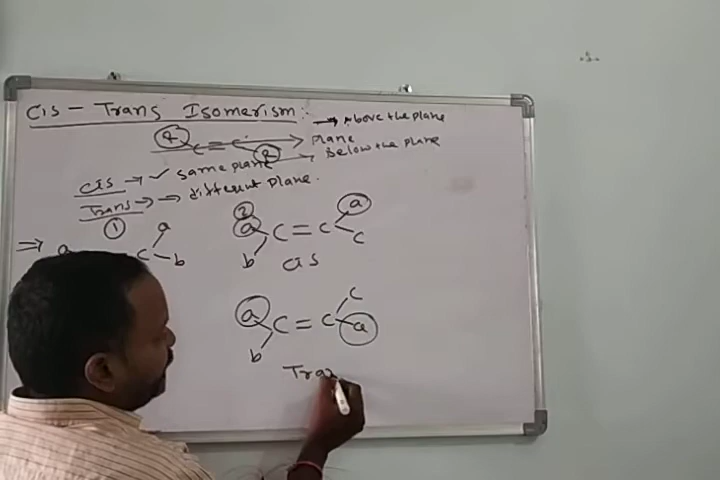 Cis - Trans Isomerism :- → Above the plane
a C = C → plane
a → Below the plane
Cis → ✓ same plane
Trans → → different plane.
① ②
⇒ a a a a
C - b C = C
b c
Cis
a c
C = C
b a
Tran